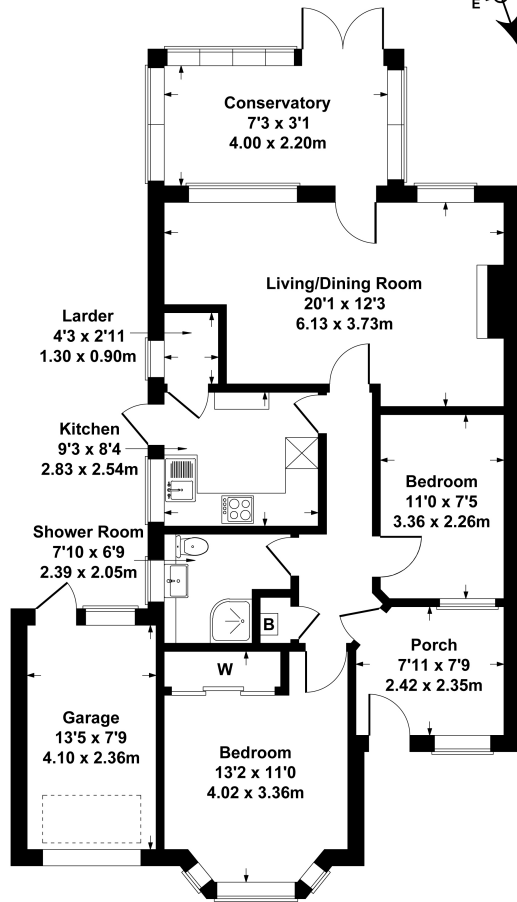 E
Conservatory
7'3 x 3'1
4.00 x 2.20m
Living/Dining Room
20'1 x 12'3
6.13 x 3.73m
Larder
4'3 x 2'11
1.30 x 0.90m
Kitchen
9'3 x 8'4
2.83 x 2.54m
Bedroom
11'0 x 7'5
3.36 x 2.26m
Shower Room
7'10 x 6'9
2.39 x 2.05m
B
Porch
7'11 x 7'9
2.42 x 2.35m
W
Garage
13'5 x 7'9
4.10 x 2.36m
Bedroom
13'2 x 11'0
4.02 x 3.36m